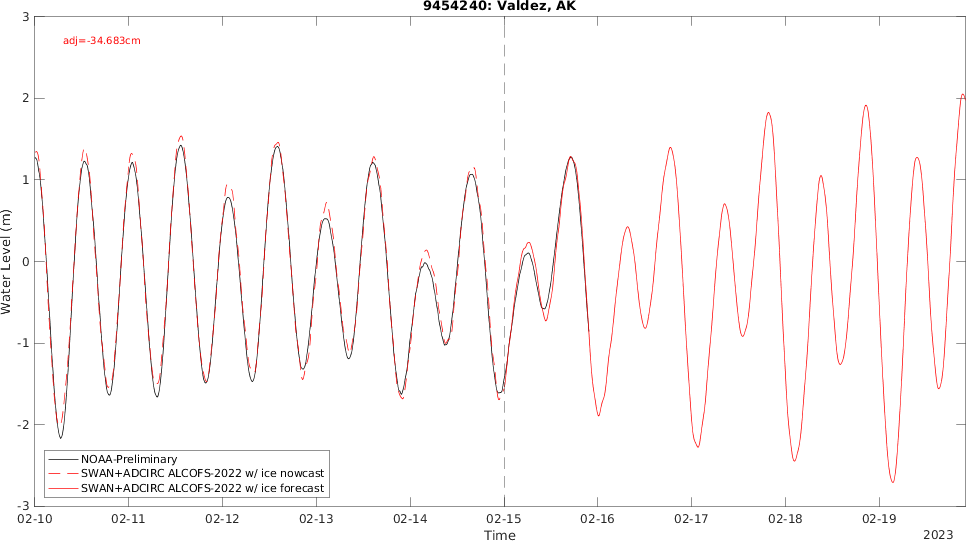 9454240: Valdez, AK
adj=-34.683cm
3
2
1
0
-1
-2
-3
Water Level (m)
NOAA-Preliminary
SWAN+ADCIRC ALCOFS-2022 w/ ice nowcast
SWAN+ADCIRC ALCOFS-2022 w/ ice forecast
02-10 02-11 02-12 02-13 02-14 02-15 02-16 02-17 02-18 02-19
Time
2023